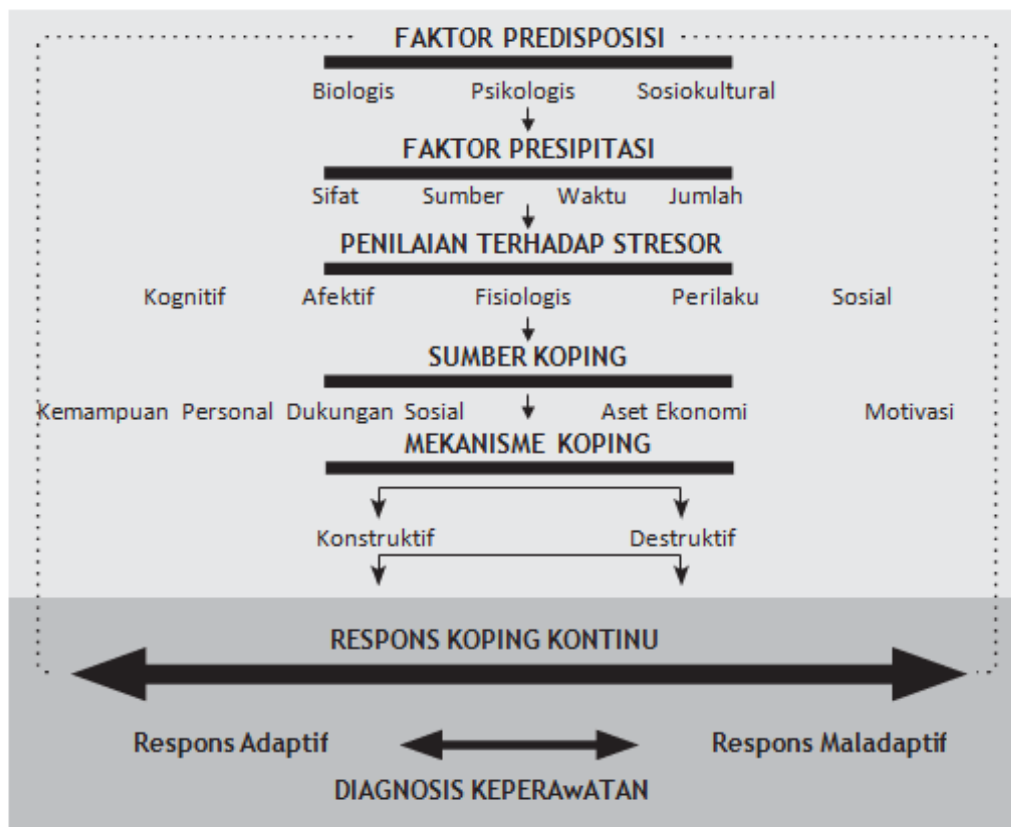 FAKTOR PREDISPOSISI
Biologis Psikologis Sosiokultural
FAKTOR PRESIPITASI
Sifat Sumber Waktu Jumlah
PENILAIAN TERHADAP STRESOR
Kognitif Afektif Fisiologis Perilaku Sosial
SUMBER KOPING
Kemampuan Personal Dukungan Sosial Aset Ekonomi Motivasi
MEKANISME KOPING
Konstruktif Destruktif
RESPONS KOPING KONTINU
Respons Adaptif Respons Maladaptif
DIAGNOSIS KEPERAwATAN